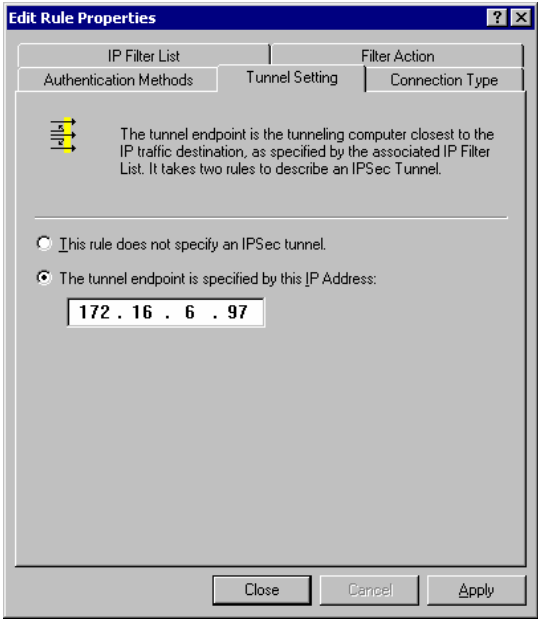 Edit Rule Properties
IP Filter List Filter Action
Authentication Methods Tunnel Setting Connection Type
The tunnel endpoint is the tunneling computer closest to the
IP traffic destination, as specified by the associated IP Filter
List. It takes two rules to describe an IPSec Tunnel.
This rule does not specify an IPSec tunnel.
The tunnel endpoint is specified by this IP Address:
172 . 16 . 6 . 97
Close Cancel Apply